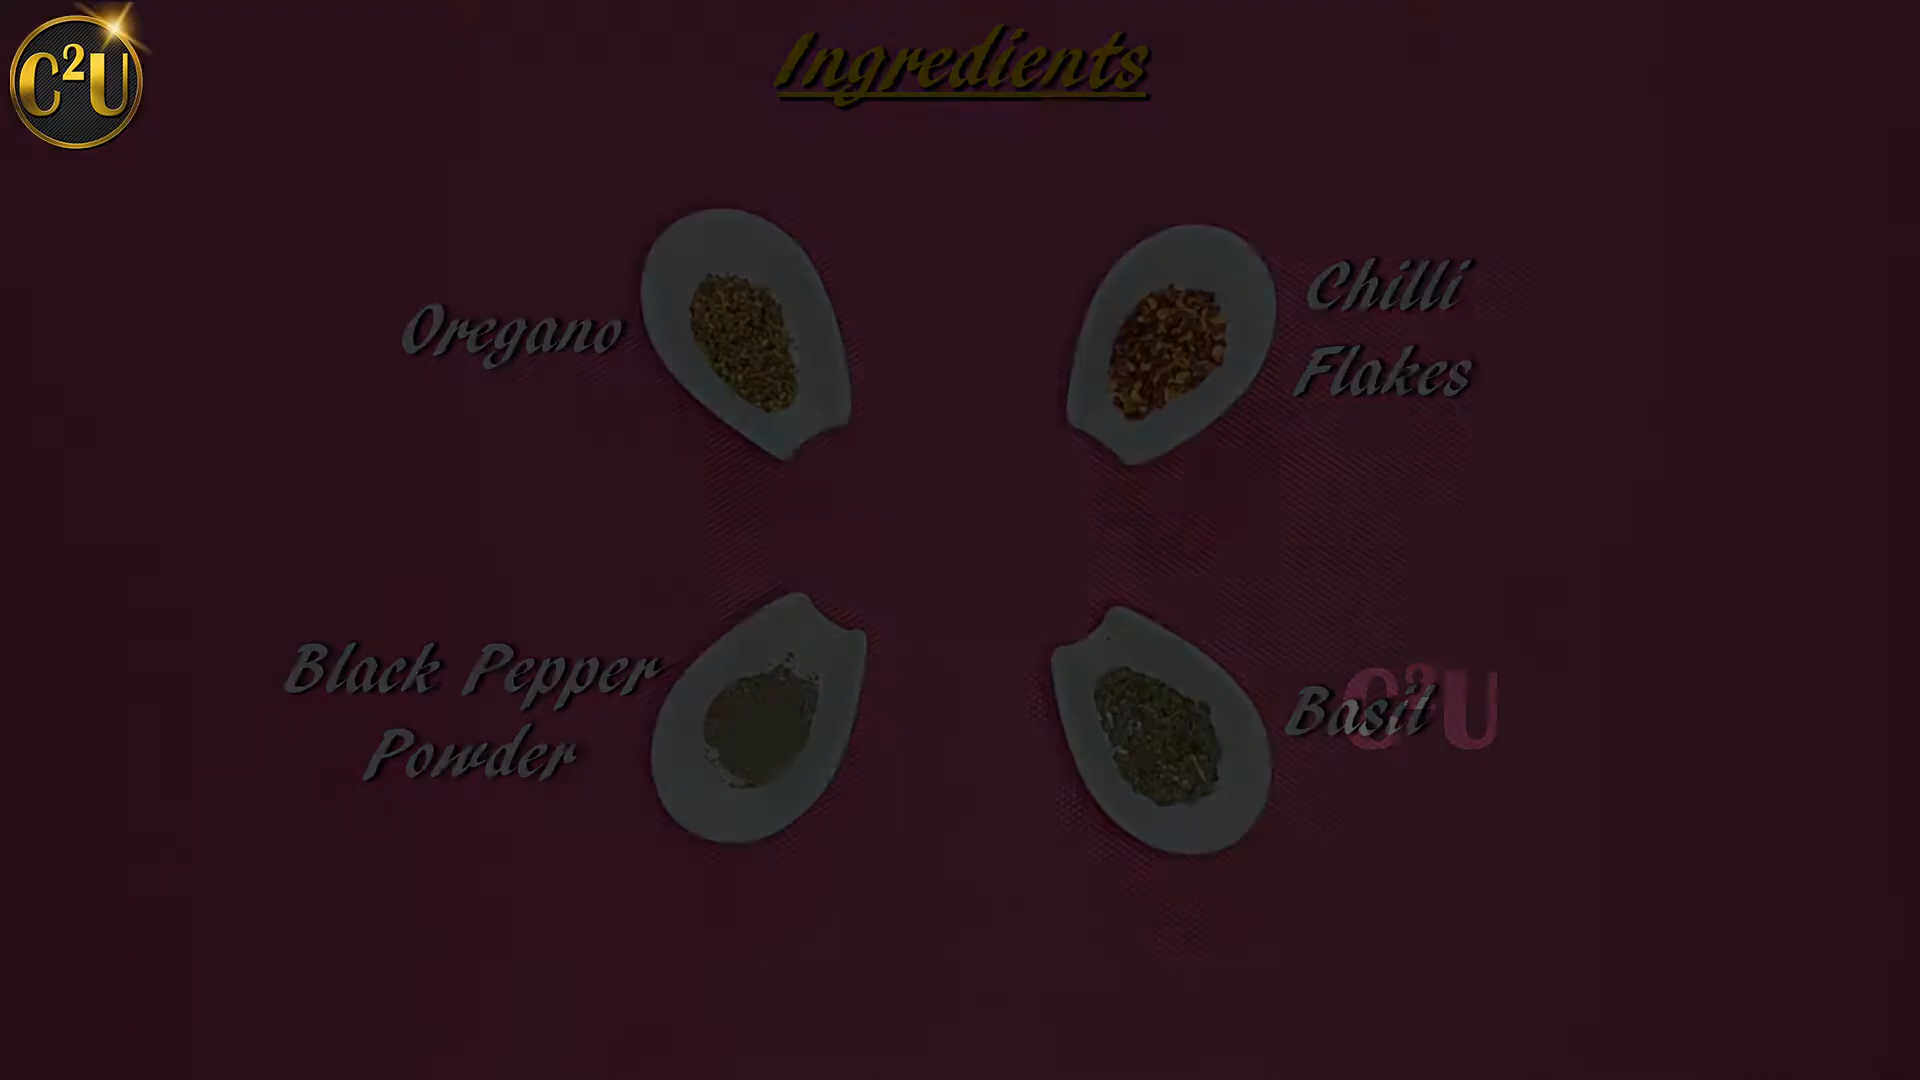 C²U
Ingredients
Oregano
Chilli
Flakes
Black Pepper
Powder
Basil
C²U